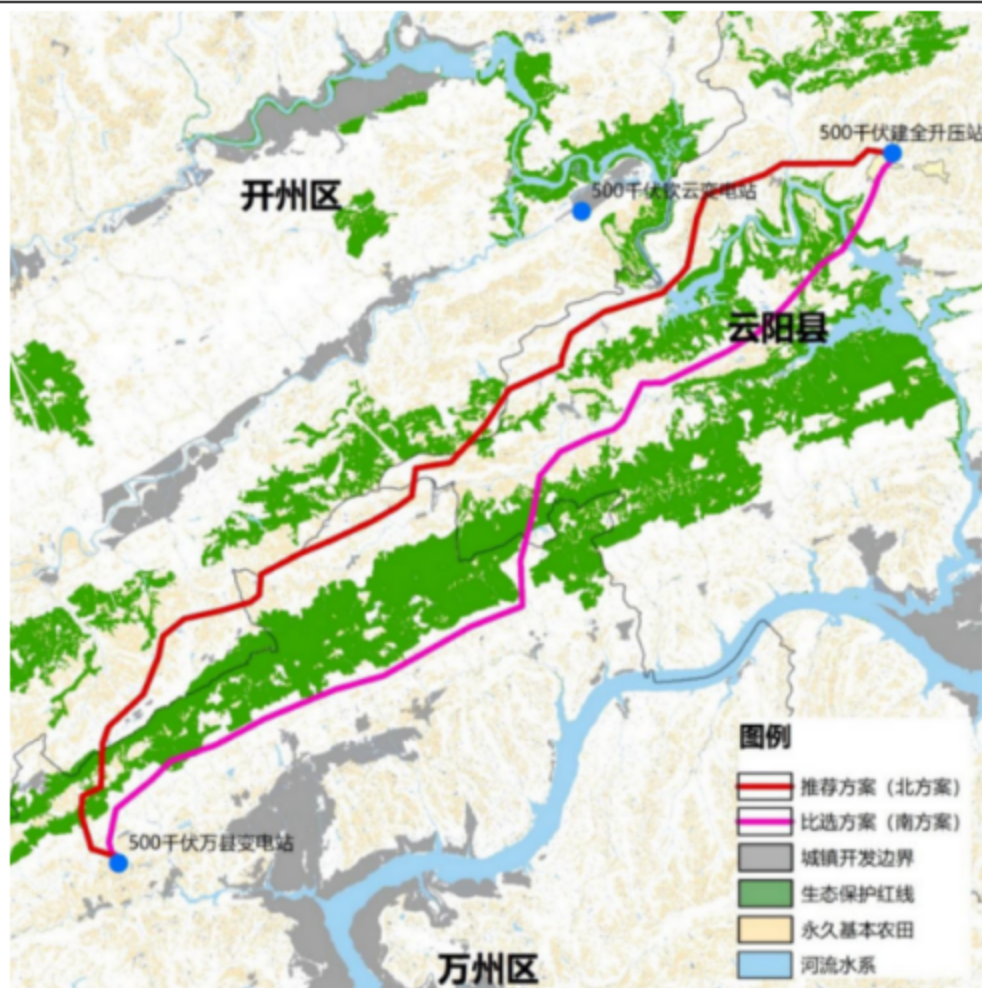 500千伏建全升压站
开州区
500千伏饮云变电站
云阳县
图例
推荐方案（北方案）
比选方案（南方案）
500千伏万县变电站
城镇开发边界
生态保护红线
永久基本农田
河流水系
万州区